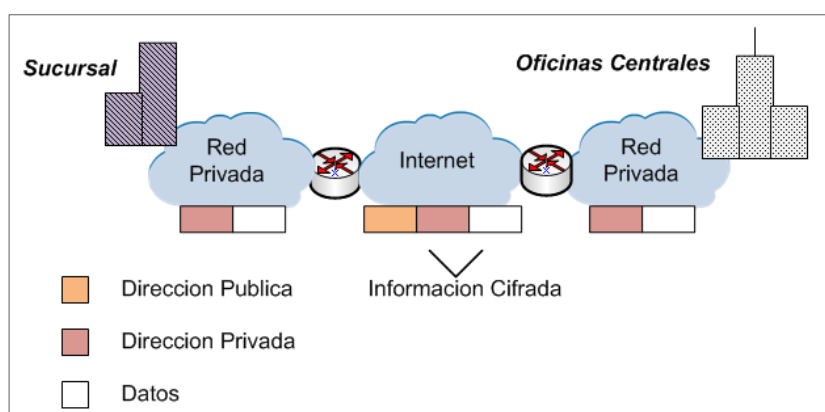 Sucursal
Oficinas Centrales
Red
Privada
Internet
Red
Privada
Direccion Publica
Informacion Cifrada
Direccion Privada
Datos